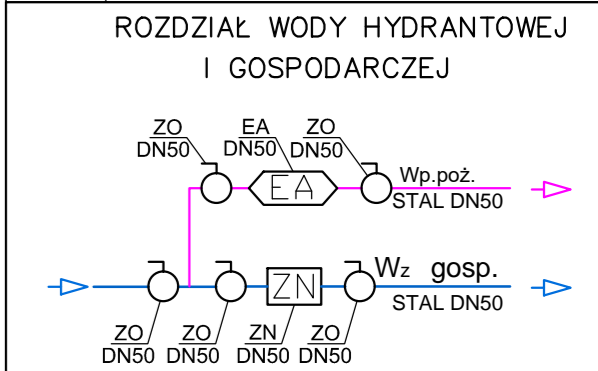 ROZDZIAŁ WODY HYDRANTOWEJ
I GOSPODARCZEJ
ZO EA ZO
DN50 DN50 DN50
EA
Wp.poż.
STAL DN50
ZN
Wz gosp.
STAL DN50
ZO ZO ZN ZO
DN50 DN50 DN50 DN50